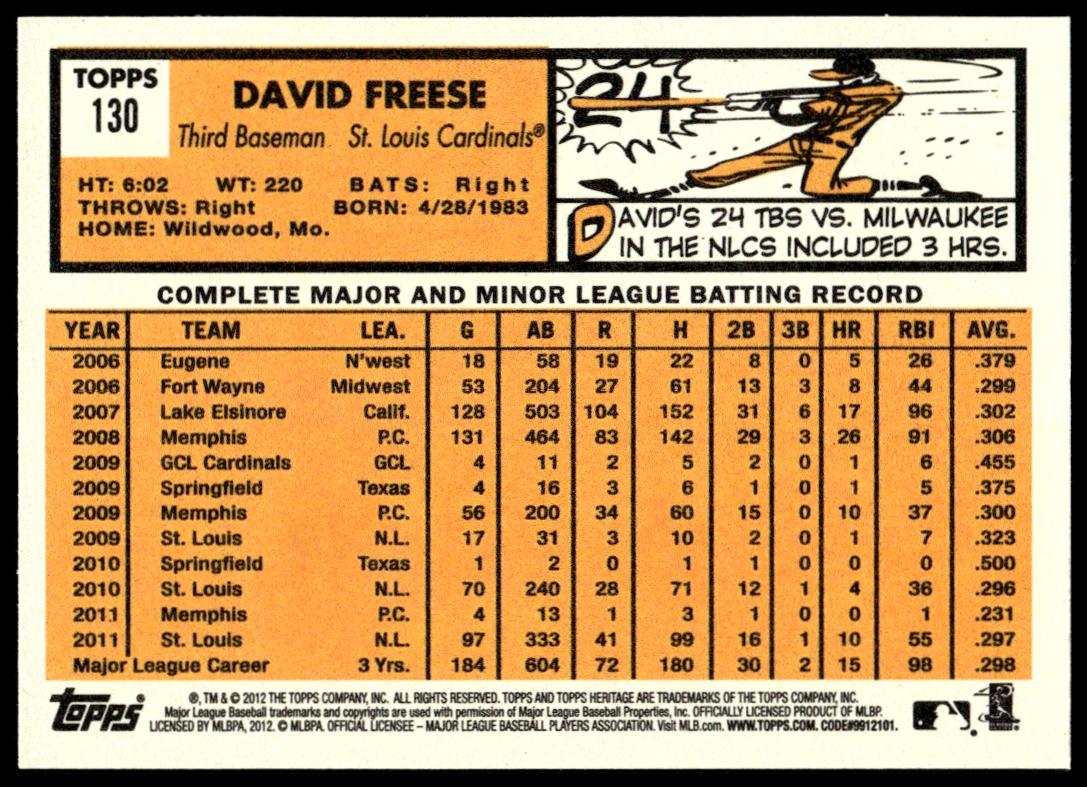 TOPPS
130
DAVID FREESE
Third Baseman St. Louis Cardinals®
HT: 6:02 WT: 220 BATS: Right
THROWS: Right BORN: 4/28/1983
HOME: Wildwood, Mo.
24
DAVID'S 24 TBS VS. MILWAUKEE
IN THE NLCS INCLUDED 3 HRS.
COMPLETE MAJOR AND MINOR LEAGUE BATTING RECORD
YEAR TEAM LEA. G AB R H 2B 3B HR RBI AVG.
2006 Eugene N'west 18 58 19 22 8 0 5 26 .379
2006 Fort Wayne Midwest 53 204 27 61 13 3 8 44 .299
2007 Lake Elsinore Calif. 128 503 104 152 31 6 17 96 .302
2008 Memphis P.C. 131 464 83 142 29 3 26 91 .306
2009 GCL Cardinals GCL 4 11 2 5 2 0 1 6 .455
2009 Springfield Texas 4 16 3 6 1 0 1 5 .375
2009 Memphis P.C. 56 200 34 60 15 0 10 37 .300
2009 St. Louis N.L. 17 31 3 10 2 0 1 7 .323
2010 Springfield Texas 1 2 0 1 1 0 0 0 .500
2010 St. Louis N.L. 70 240 28 71 12 1 4 36 .296
2011 Memphis P.C. 4 13 1 3 1 0 0 1 .231
2011 St. Louis N.L. 97 333 41 99 16 1 10 55 .297
Major League Career 3 Yrs. 184 604 72 180 30 2 15 98 .298
Topps®
®, TM & © 2012 THE TOPPS COMPANY, INC. ALL RIGHTS RESERVED. TOPPS AND TOPPS HERITAGE ARE TRADEMARKS OF THE TOPPS COMPANY, INC.
Major League Baseball trademarks and copyrights are used with permission of Major League Baseball Properties, Inc. OFFICIALLY LICENSED PRODUCT OF MLBP.
LICENSED BY MLBPA, 2012. © MLBPA. OFFICIAL LICENSEE – MAJOR LEAGUE BASEBALL PLAYERS ASSOCIATION. Visit MLB.com. WWW.TOPPS.COM. CODE#9912101.